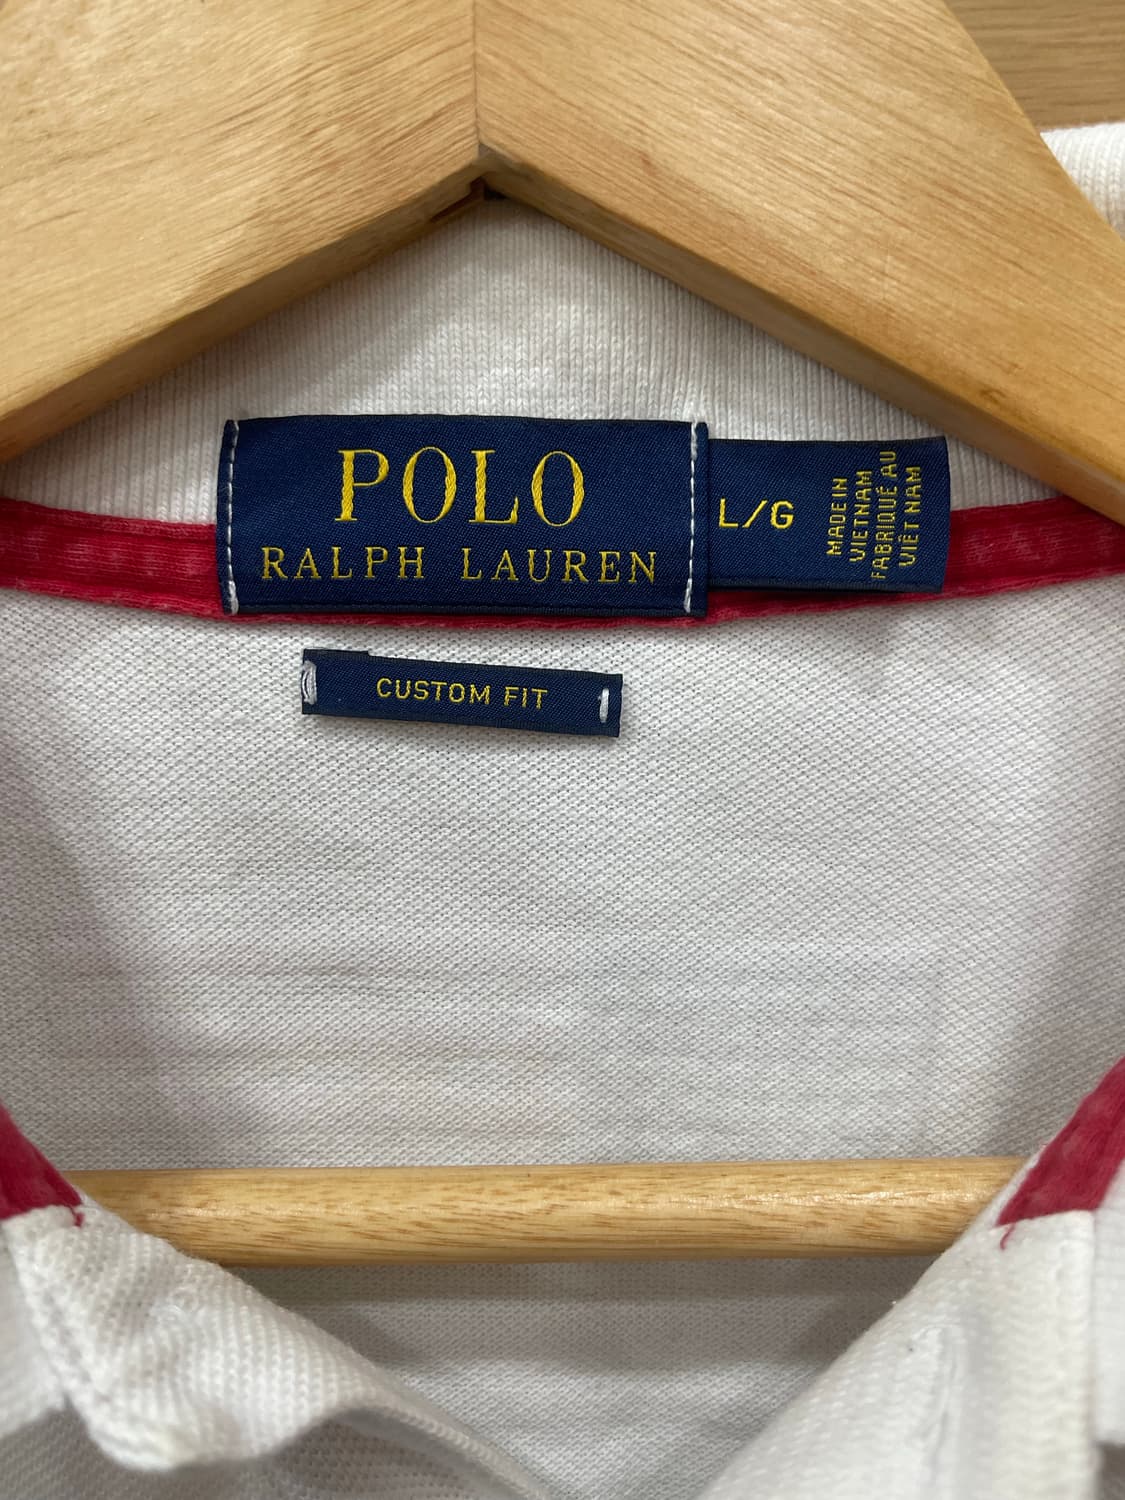 POLO
RALPH LAUREN
L/G
MADE IN
VIETNAM
FABRIQUÉ AU
VIÊT NAM
CUSTOM FIT